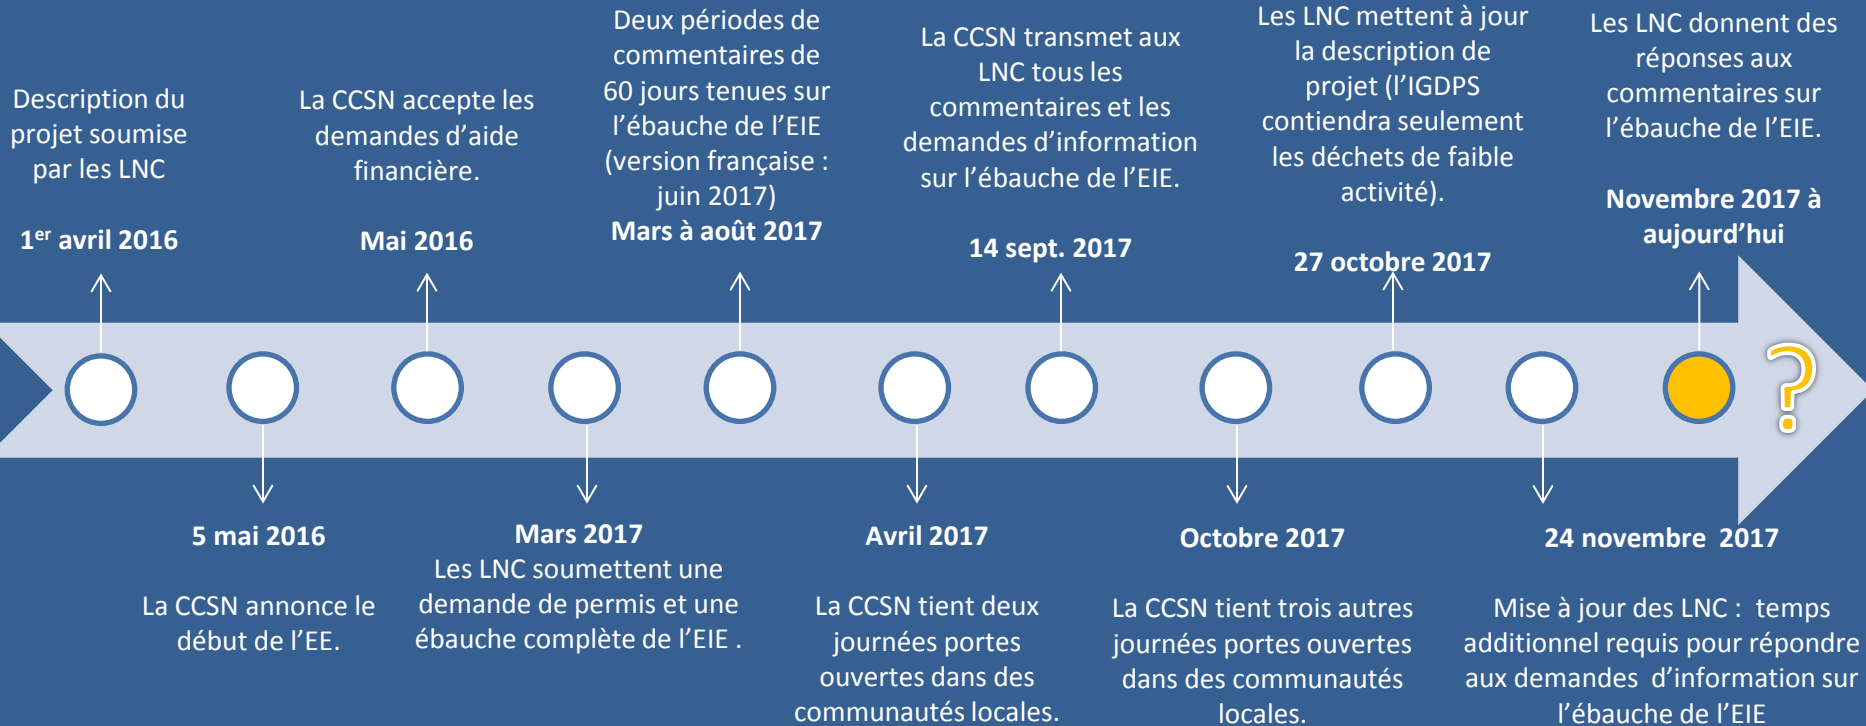 Description du
projet soumise
par les LNC
1er avril 2016
La CCSN accepte les
demandes d'aide
financière.
Mai 2016
Deux périodes de
commentaires de
60 jours tenues sur
l'ébauche de l'EIE
(version française :
juin 2017)
Mars à août 2017
La CCSN transmet aux
LNC tous les
commentaires et les
demandes d'information
sur l'ébauche de l'EIE.
14 sept. 2017
Les LNC mettent à jour
la description de
projet (l'IGDPS
contiendra seulement
les déchets de faible
activité).
27 octobre 2017
Les LNC donnent des
réponses aux
commentaires sur
l'ébauche de l'EIE.
Novembre 2017 à
aujourd'hui
?
5 mai 2016
La CCSN annonce le
début de l'EE.
Mars 2017
Les LNC soumettent une
demande de permis et une
ébauche complète de l'EIE .
Avril 2017
La CCSN tient deux
journées portes
ouvertes dans des
communautés locales.
Octobre 2017
La CCSN tient trois autres
journées portes ouvertes
dans des communautés
locales.
24 novembre  2017
Mise à jour des LNC :  temps
additionnel requis pour répondre
aux demandes  d'information sur
l'ébauche de l'EIE